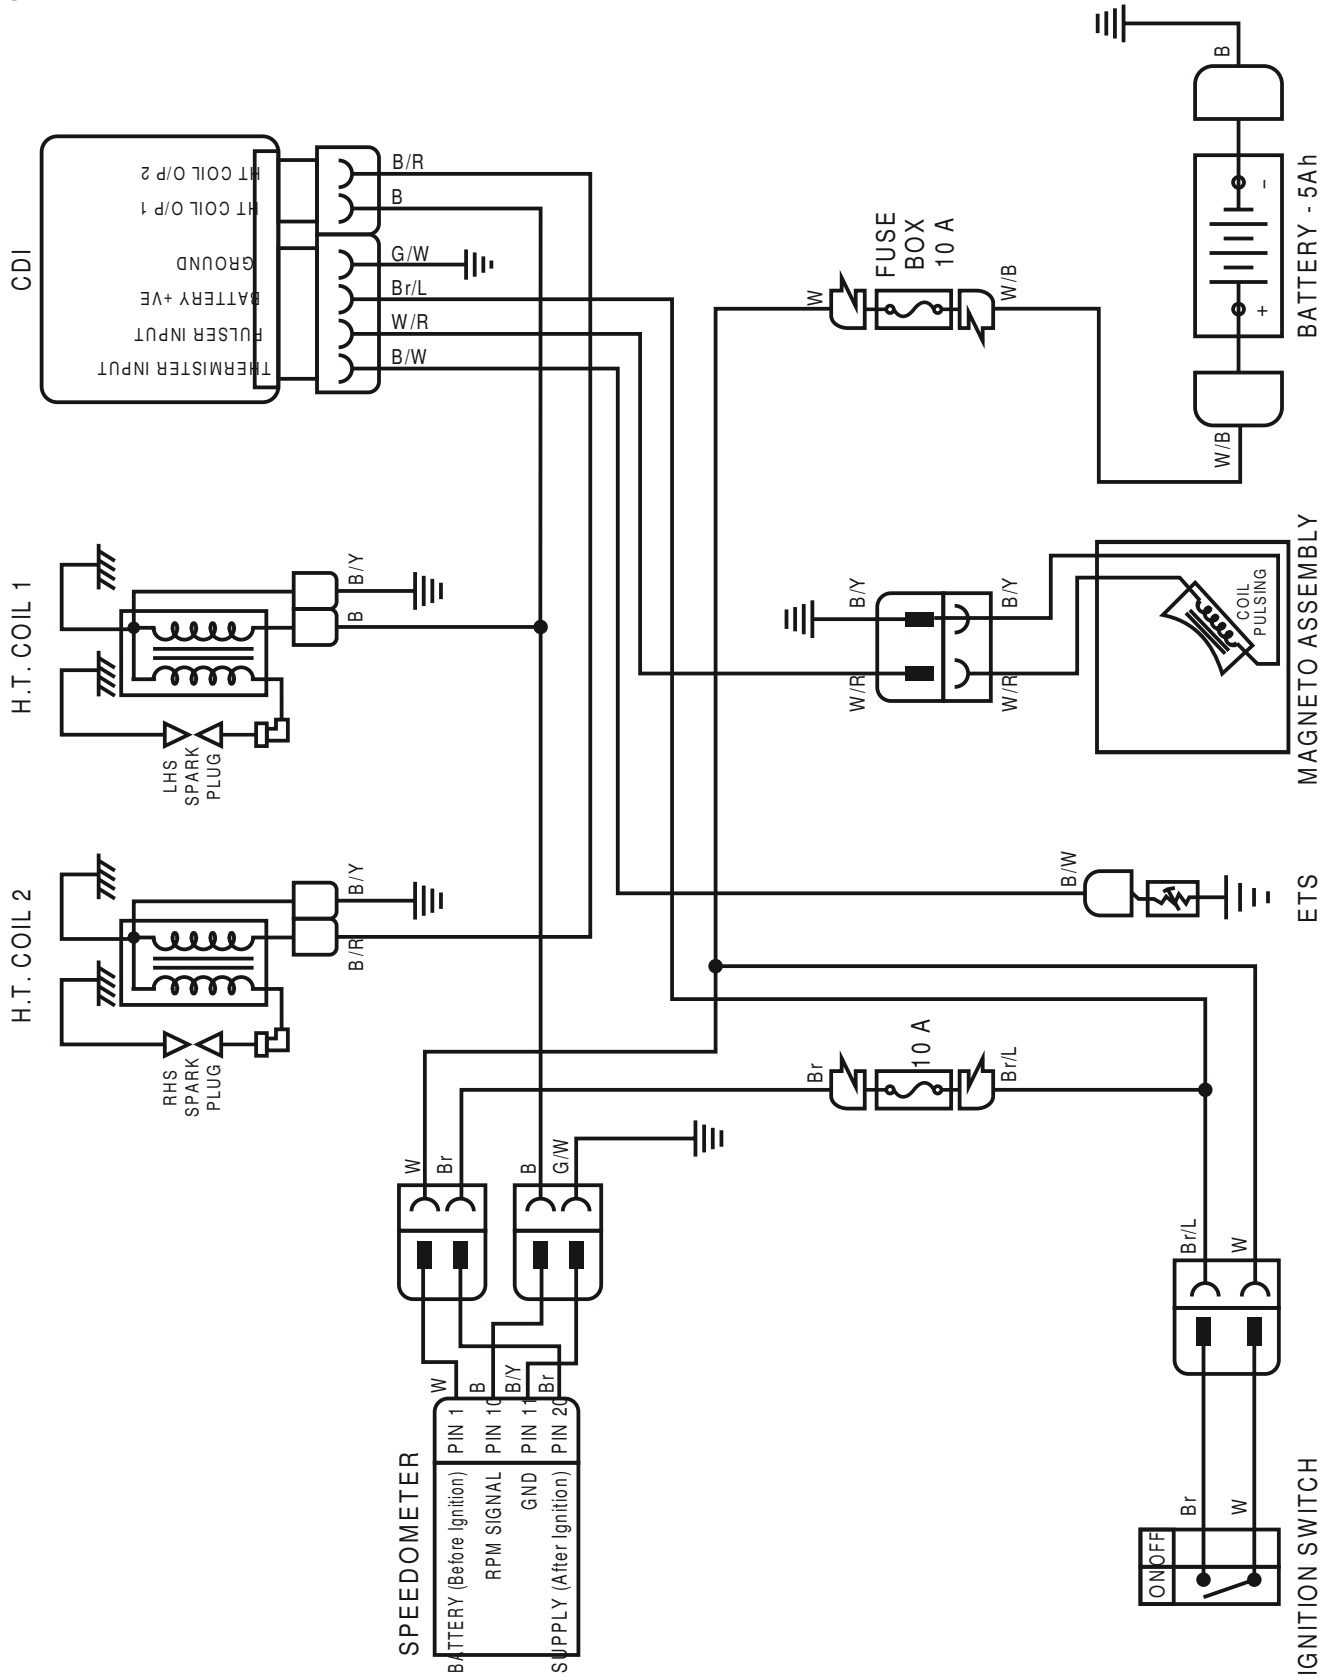 CDI
HT COIL O/P 2
HT COIL O/P 1
GROUND
BATTERY +VE
PULSER INPUT
THERMISTER INPUT
B/R
B
G/W
Br/L
W/R
B/W
H.T. COIL 1
B/Y
B
LHS
SPARK
PLUG
H.T. COIL 2
B/Y
B/R
RHS
SPARK
PLUG
B
BATTERY - 5Ah
-
+
W/B
FUSE
BOX
10 A
W
W/B
MAGNETO ASSEMBLY
COIL
PULSING
B/Y
B/Y
W/R
W/R
ETS
B/W
10 A
Br
Br/L
W
Br
B
G/W
SPEEDOMETER
W
B
B/Y
Br
PIN 1
PIN 10
PIN 11
PIN 20
BATTERY (Before Ignition)
RPM SIGNAL
GND
SUPPLY (After Ignition)
IGNITION SWITCH
Br/L
W
Br
W
ON
OFF